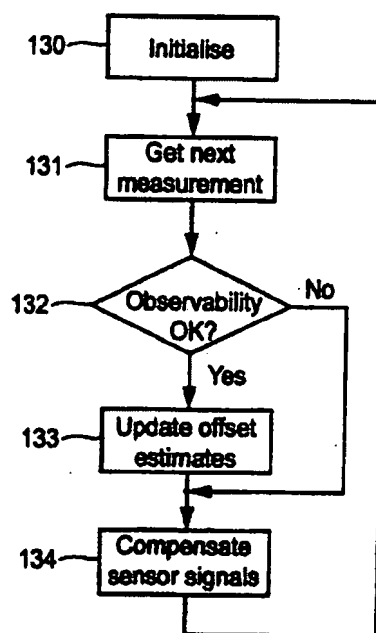 130
Initialise
131
Get next
measurement
132
Observability
OK?
No
Yes
133
Update offset
estimates
134
Compensate
sensor signals